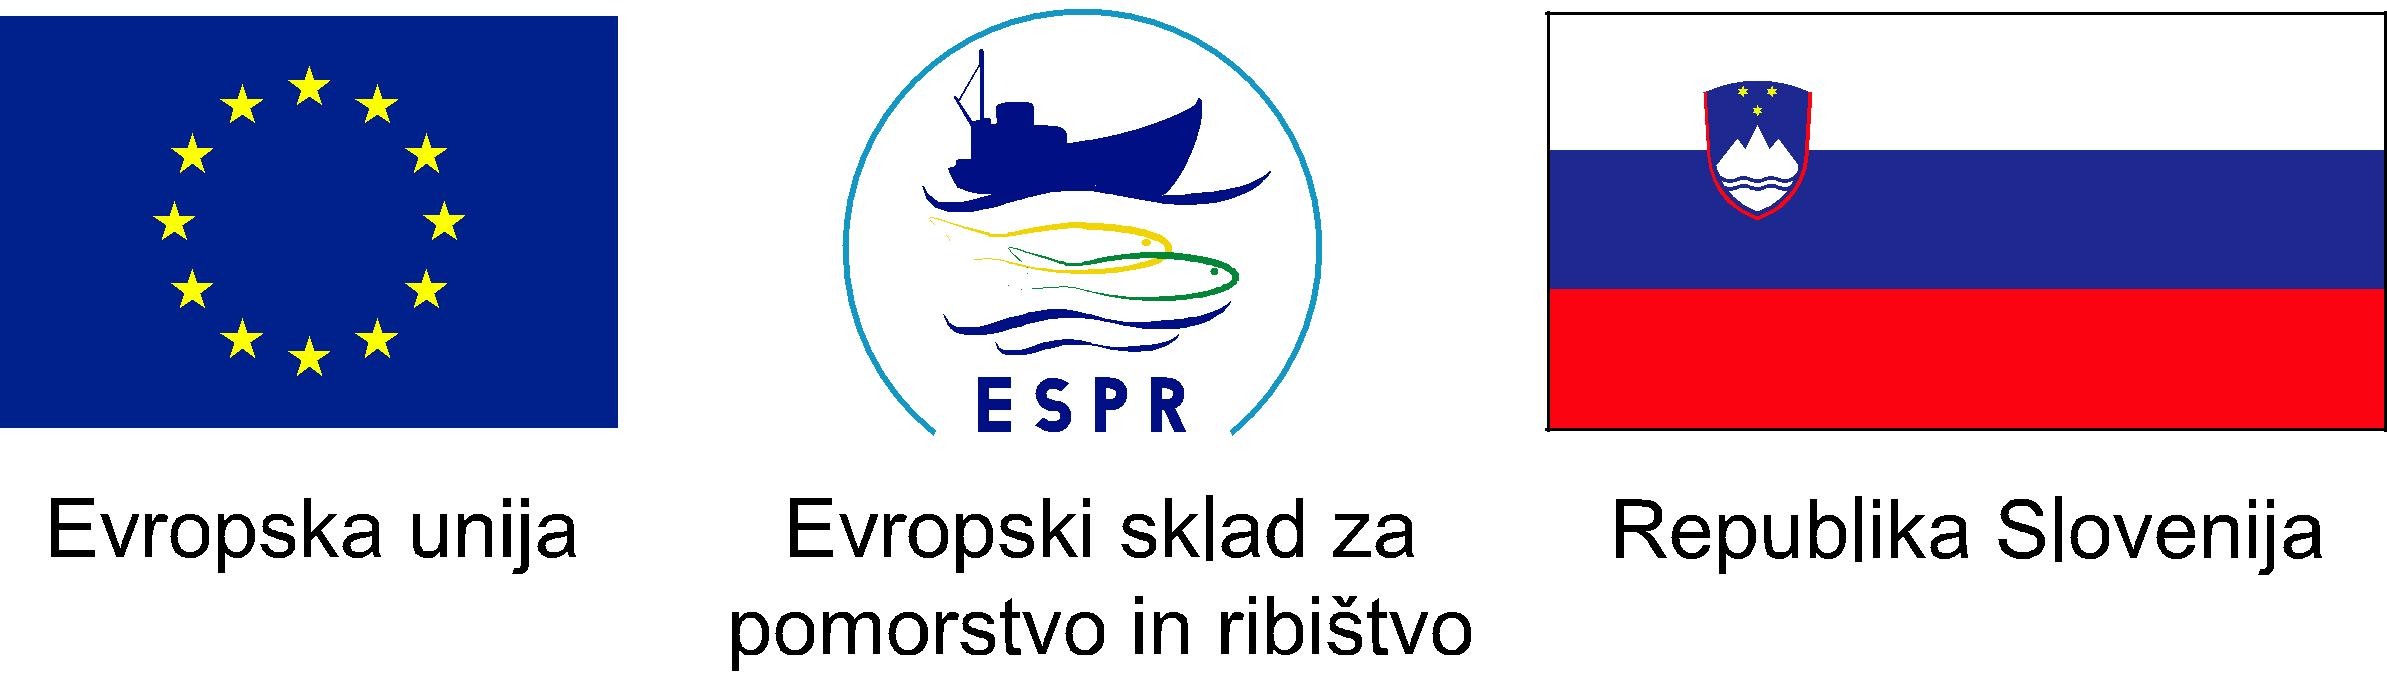 ESPR
Evropska unija
Evropski sklad za
pomorstvo in ribištvo
Republika Slovenija